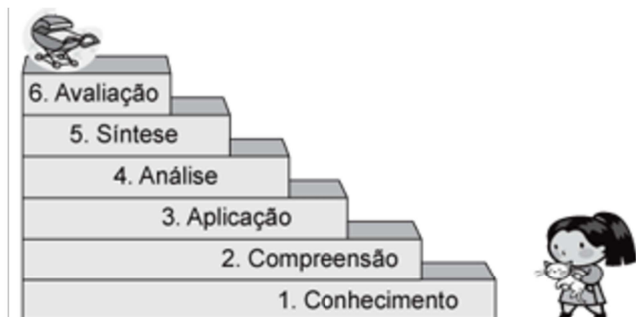 6. Avaliação
5. Síntese
4. Análise
3. Aplicação
2. Compreensão
1. Conhecimento